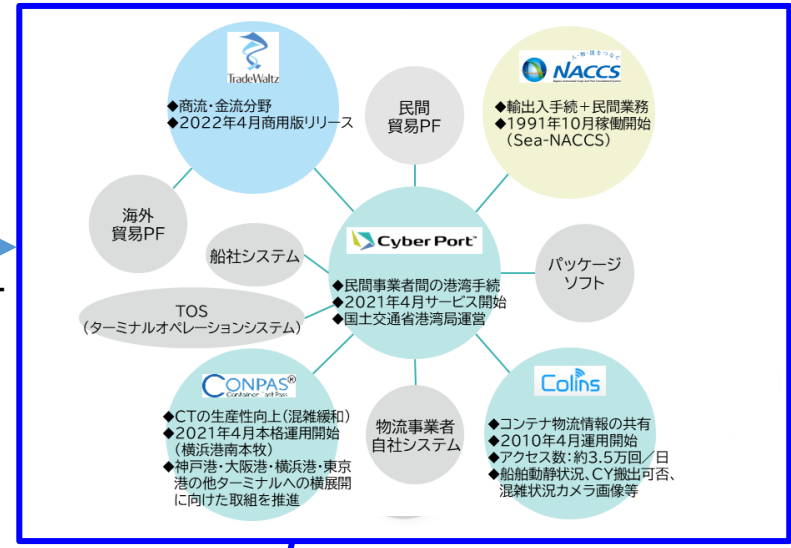 TradeWaltz
◆商流・金流分野
◆2022年4月商用版リリース
民間
貿易PF
人・物・国をつなぐ
NACCS
◆輸出入手続+民間業務
◆1991年10月稼働開始
(Sea-NACCS)
海外
貿易PF
船社システム
TOS
(ターミナルオペレーションシステム)
Cyber Port™
◆民間事業者間の港湾手続
◆2021年4月サービス開始
◆国土交通省港湾局運営
パッケージ
ソフト
CONPAS®
Container Fast Pass
◆CTの生産性向上(混雑緩和)
◆2021年4月本格運用開始
(横浜港南本牧)
◆神戸港・大阪港・横浜港・東京
港の他ターミナルへの横展開
に向けた取組を推進
物流事業者
自社システム
Colins
◆コンテナ物流情報の共有
◆2010年4月運用開始
◆アクセス数:約3.5万回/日
◆船舶動静状況、CY搬出可否、
混雑状況カメラ画像等